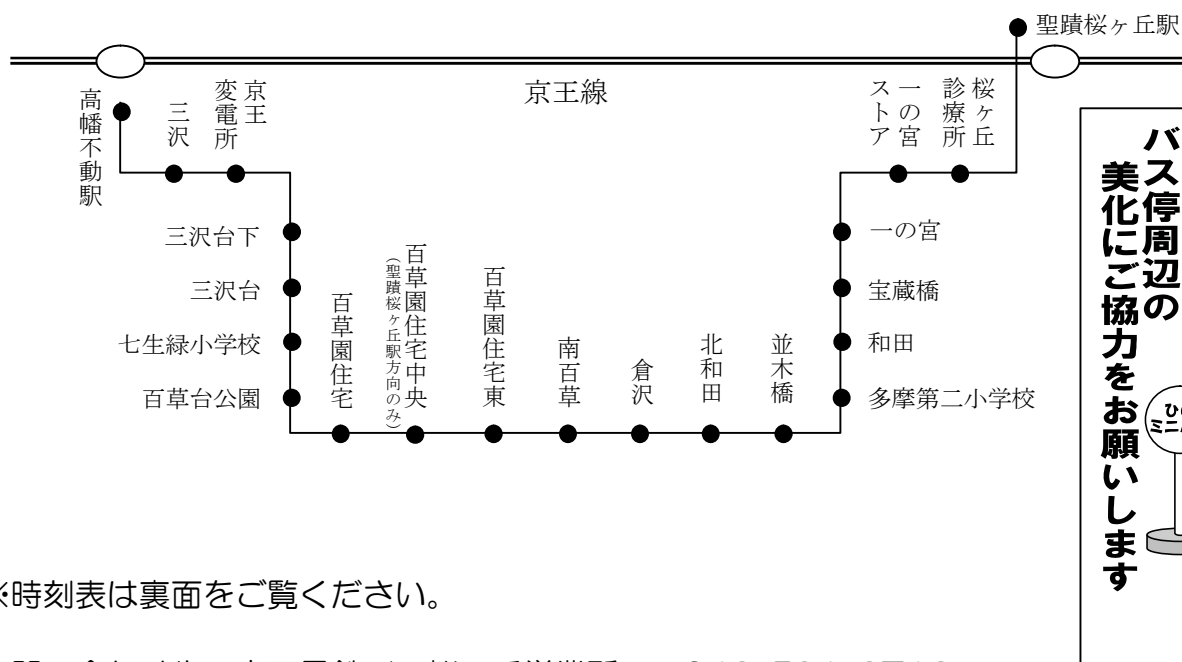 聖蹟桜ヶ丘駅
京王線
高幡不動駅
三沢
京王
変電所
三沢台下
三沢台
七生緑小学校
百草台公園
百草園住宅
百草園住宅中央
(聖蹟桜ヶ丘駅方向のみ)
百草園住宅東
南百草
倉沢
北和田
並木橋
多摩第二小学校
和田
宝蔵橋
一の宮
一の宮
ストア
桜ヶ丘
診療所
バス停周辺の
美化にご協力をお願いします
※時刻表は裏面をご覧ください。